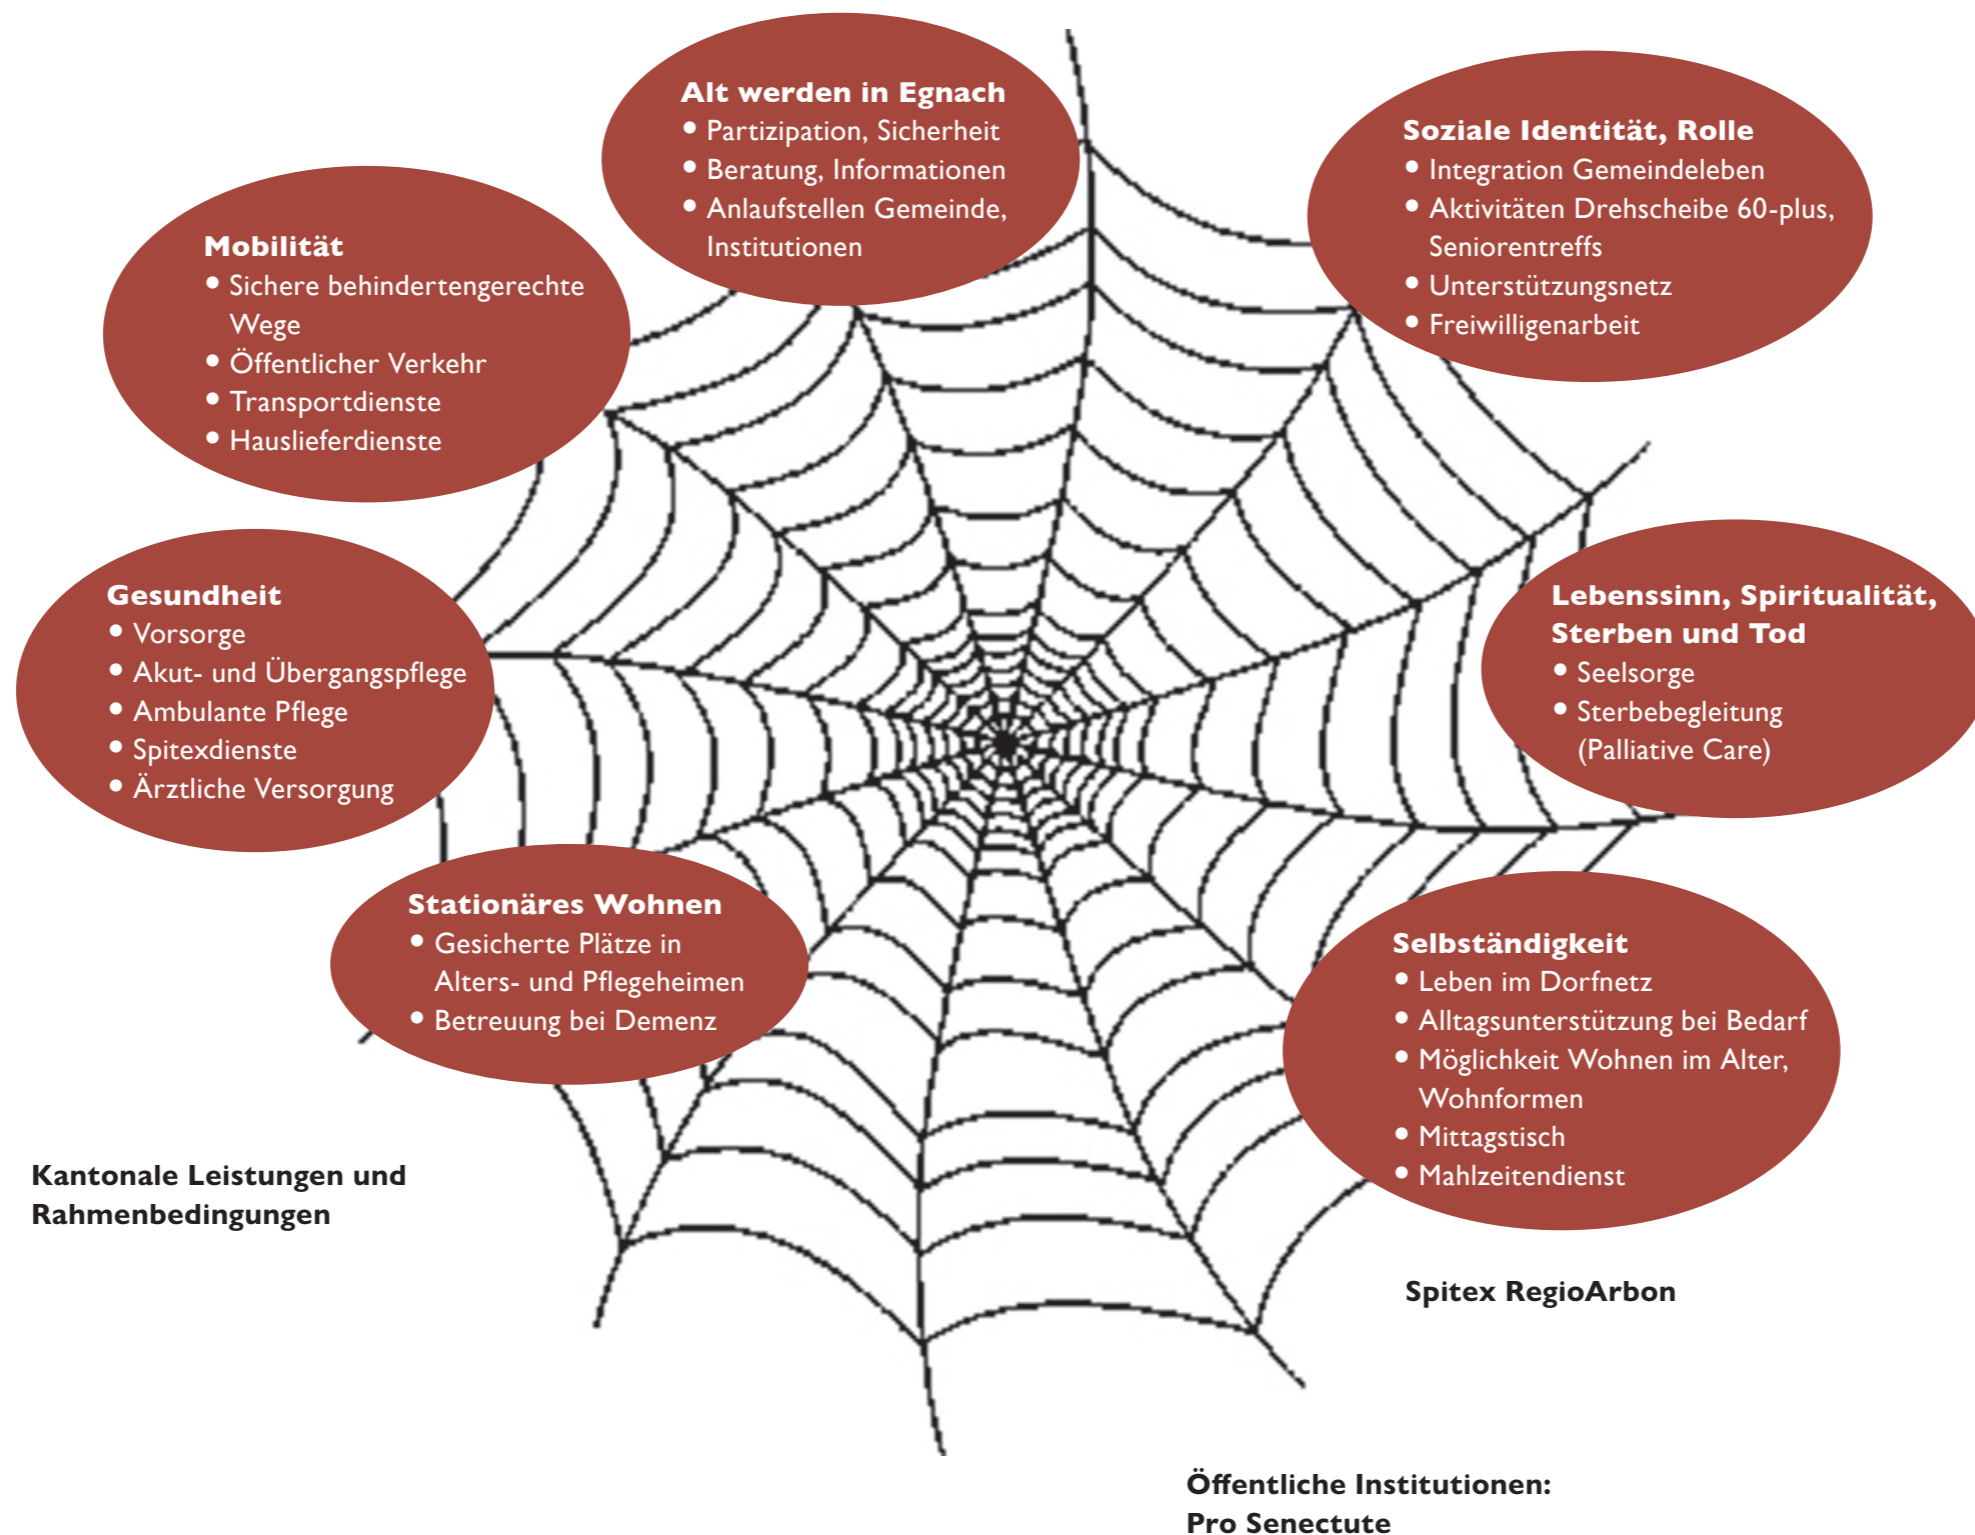 Alt werden in Egnach
• Partizipation, Sicherheit
• Beratung, Informationen
• Anlaufstellen Gemeinde,
Institutionen
Soziale Identität, Rolle
• Integration Gemeindeleben
• Aktivitäten Drehscheibe 60-plus,
Seniorentreffs
• Unterstützungsnetz
• Freiwilligenarbeit
Mobilität
• Sichere behindertengerechte
Wege
• Öffentlicher Verkehr
• Transportdienste
• Hauslieferdienste
Gesundheit
• Vorsorge
• Akut- und Übergangspflege
• Ambulante Pflege
• Spitexdienste
• Ärztliche Versorgung
Lebenssinn, Spiritualität,
Sterben und Tod
• Seelsorge
• Sterbebegleitung
(Palliative Care)
Stationäres Wohnen
• Gesicherte Plätze in
Alters- und Pflegeheimen
• Betreuung bei Demenz
Selbständigkeit
• Leben im Dorfnetz
• Alltagsunterstützung bei Bedarf
• Möglichkeit Wohnen im Alter,
Wohnformen
• Mittagstisch
• Mahlzeitendienst
Kantonale Leistungen und
Rahmenbedingungen
Spitex RegioArbon
Öffentliche Institutionen:
Pro Senectute